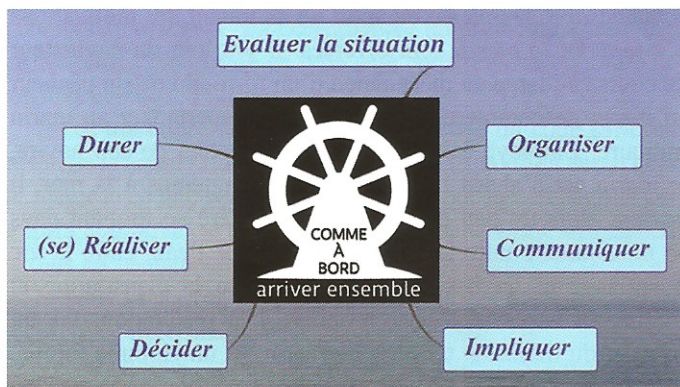 Evaluer la situation
Durer
Organiser
(se) Réaliser
Communiquer
COMME
À
BORD
arriver ensemble
Décider
Impliquer